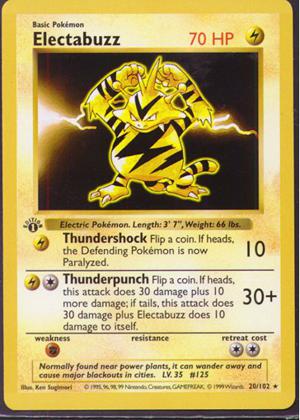 Basic Pokémon
Electabuzz 70 HP
EDITION
1
Electric Pokémon. Length: 3' 7", Weight: 66 lbs.
Thundershock Flip a coin. If heads,
the Defending Pokémon is now
Paralyzed.
10
Thunderpunch Flip a coin. If heads,
this attack does 30 damage plus 10
more damage; if tails, this attack does
30 damage plus Electabuzz does 10
damage to itself.
30+
weakness resistance retreat cost
Normally found near power plants, it can wander away and
cause major blackouts in cities. LV. 35 #125
Illus. Ken Sugimori © 1995, 96, 98, 99 Nintendo, Creatures, GAMEFREAK. © 1999 Wizards. 20/102 ★